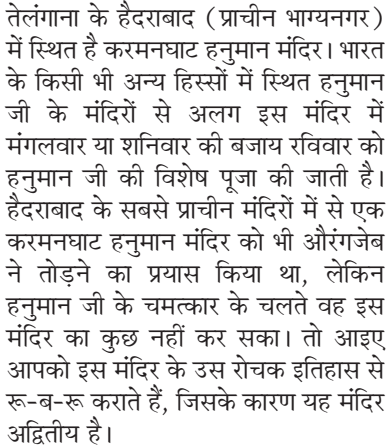 तेलंगाना के हैदराबाद (प्राचीन भाग्यनगर)
में स्थित है करमनघाट हनुमान मंदिर। भारत
के किसी भी अन्य हिस्सों में स्थित हनुमान
जी के मंदिरों से अलग इस मंदिर में
मंगलवार या शनिवार की बजाय रविवार को
हनुमान जी की विशेष पूजा की जाती है।
हैदराबाद के सबसे प्राचीन मंदिरों में से एक
करमनघाट हनुमान मंदिर को भी औरंगजेब
ने तोड़ने का प्रयास किया था, लेकिन
हनुमान जी के चमत्कार के चलते वह इस
मंदिर का कुछ नहीं कर सका। तो आइए
आपको इस मंदिर के उस रोचक इतिहास से
रू-ब-रू कराते हैं, जिसके कारण यह मंदिर
अद्वितीय है।